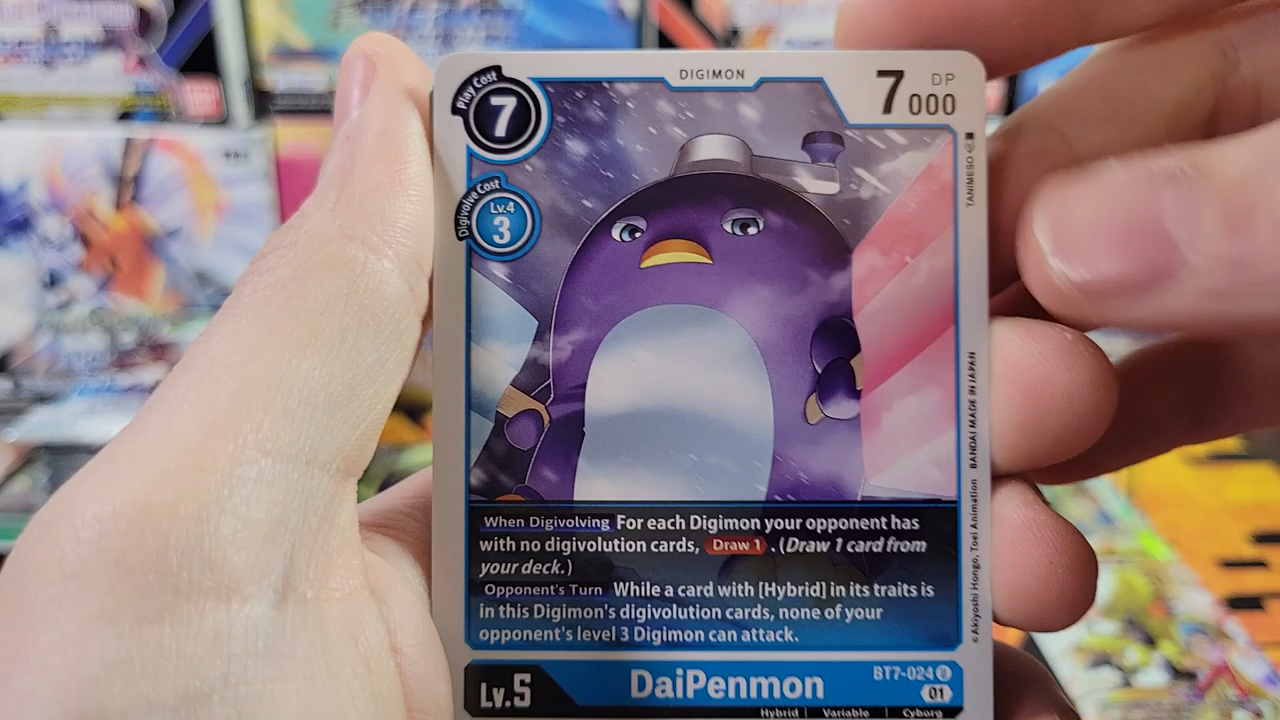 DIGIMON
Play Cost
7
7000 DP
Digivolve Cost
Lv.4
3
TANIMESO
When Digivolving For each Digimon your opponent has
with no digivolution cards, Draw 1 . (Draw 1 card from
your deck.)
Opponent's Turn While a card with [Hybrid] in its traits is
in this Digimon's digivolution cards, none of your
opponent's level 3 Digimon can attack.
© Akiyoshi Hongo, Toei Animation BANDAI MADE IN JAPAN
Lv.5 DaiPenmon BT7-024 U
01
Hybrid | Variable | Cyborg